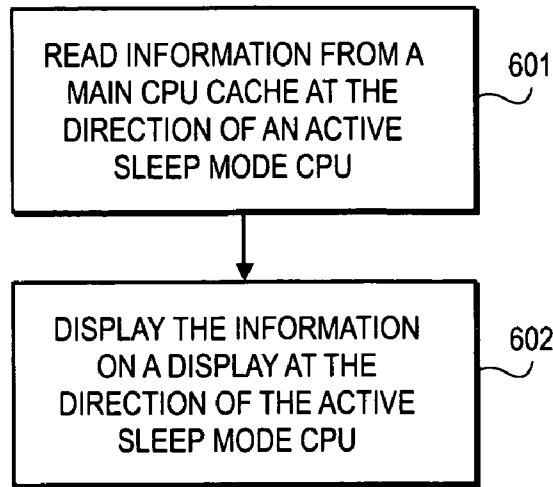 READ INFORMATION FROM A
MAIN CPU CACHE AT THE
DIRECTION OF AN ACTIVE
SLEEP MODE CPU
601
DISPLAY THE INFORMATION
ON A DISPLAY AT THE
DIRECTION OF THE ACTIVE
SLEEP MODE CPU
602